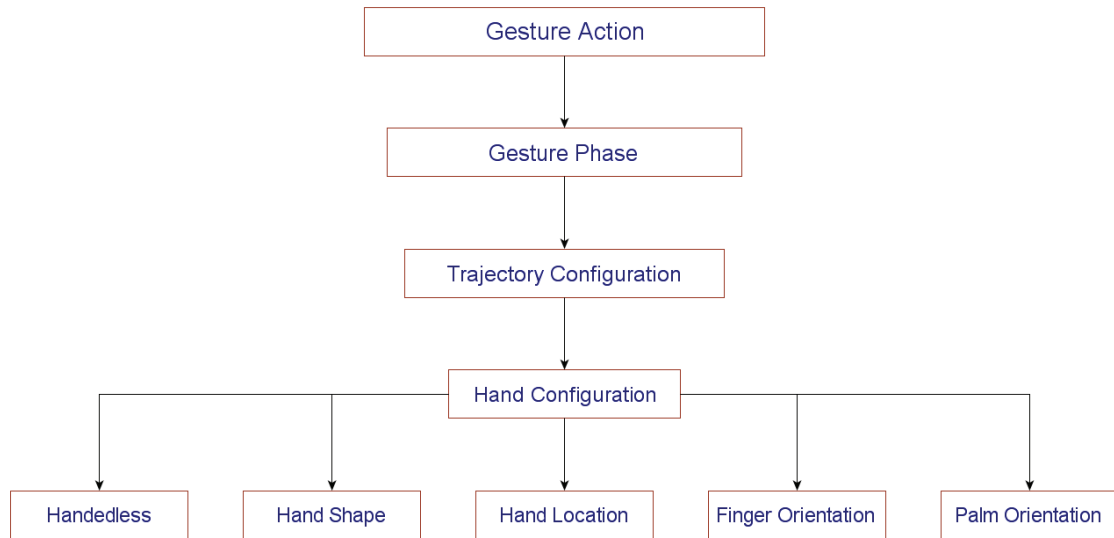 Gesture Action
Gesture Phase
Trajectory Configuration
Hand Configuration
Handedless
Hand Shape
Hand Location
Finger Orientation
Palm Orientation